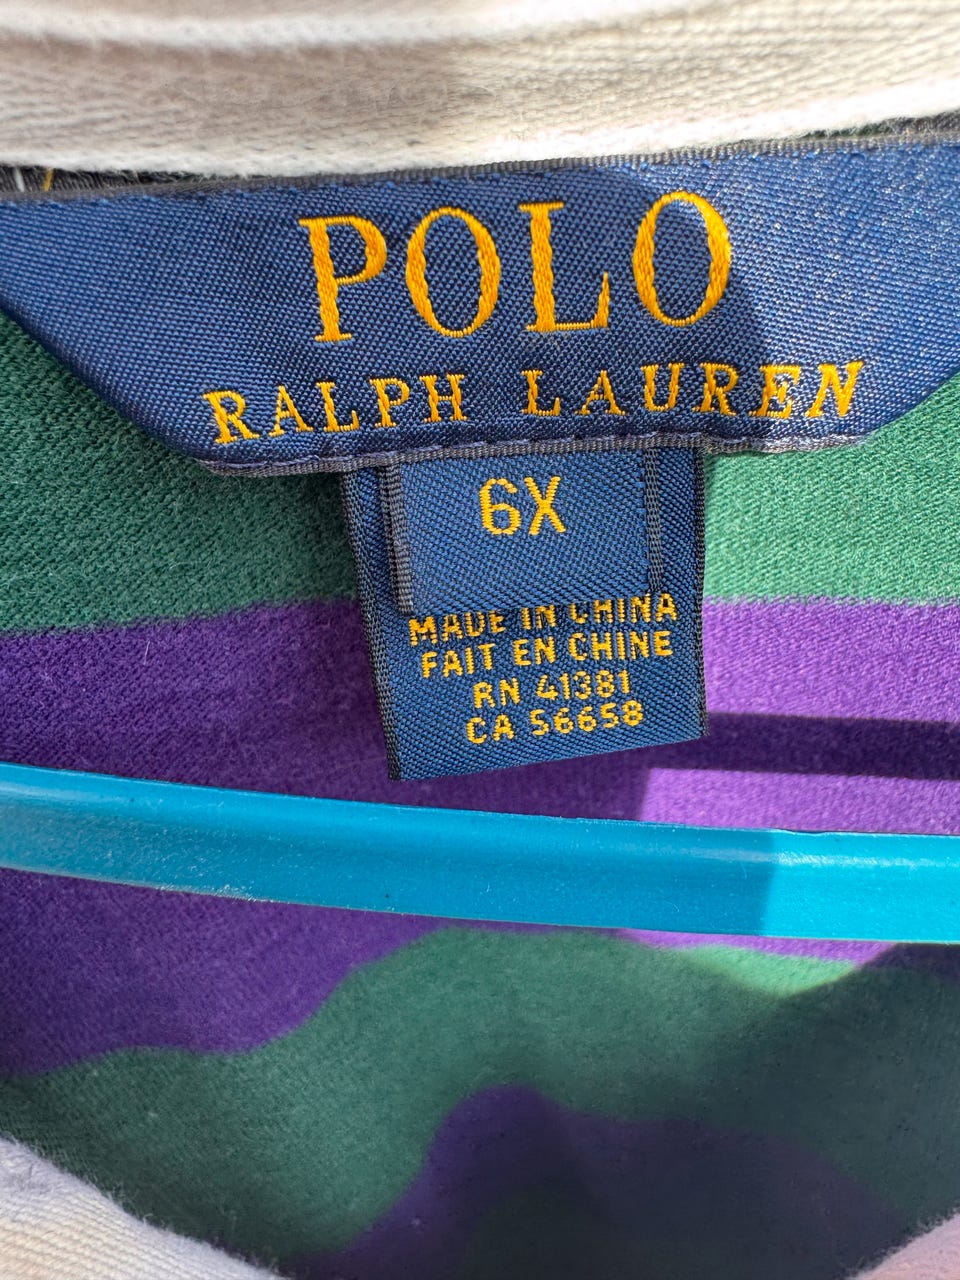 POLO
RALPH LAUREN
6X
MADE IN CHINA
FAIT EN CHINE
RN 41381
CA 56658